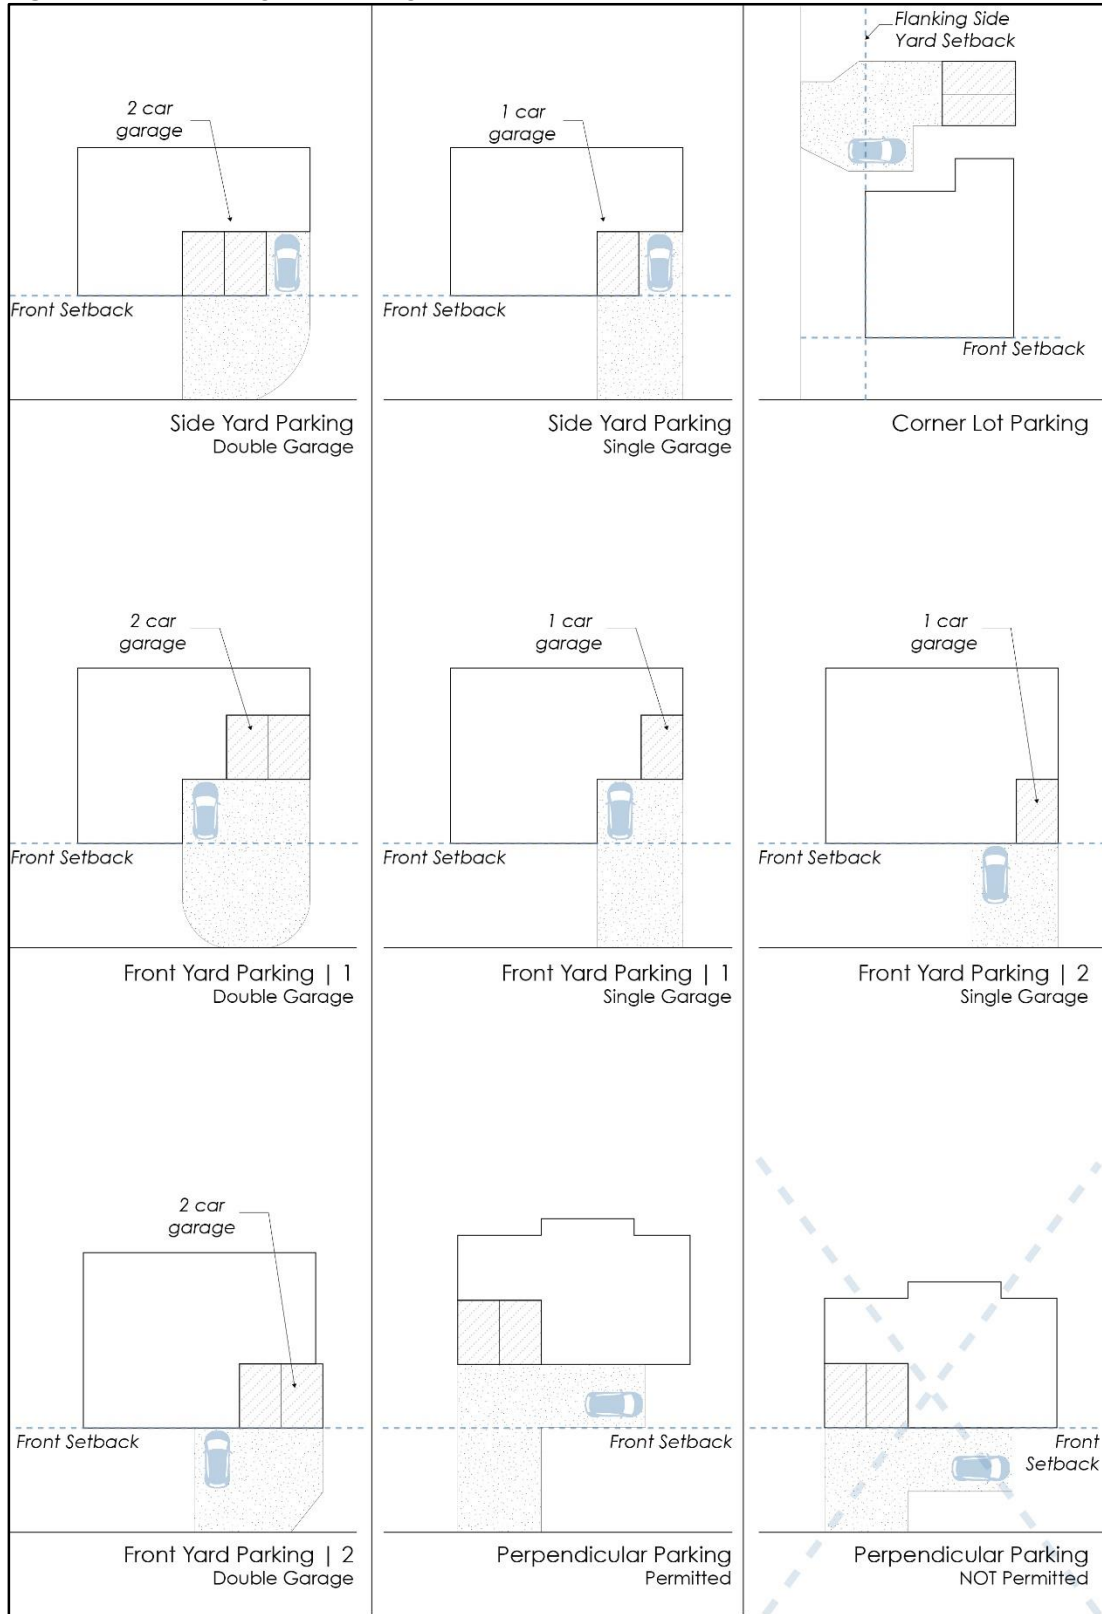 2 car
garage
Front Setback
Side Yard Parking
Double Garage
1 car
garage
Front Setback
Side Yard Parking
Single Garage
Flanking Side
Yard Setback
Front Setback
Corner Lot Parking
2 car
garage
Front Setback
Front Yard Parking | 1
Double Garage
1 car
garage
Front Setback
Front Yard Parking | 1
Single Garage
1 car
garage
Front Setback
Front Yard Parking | 2
Single Garage
2 car
garage
Front Setback
Front Yard Parking | 2
Double Garage
Front Setback
Perpendicular Parking
Permitted
Front
Setback
Perpendicular Parking
NOT Permitted